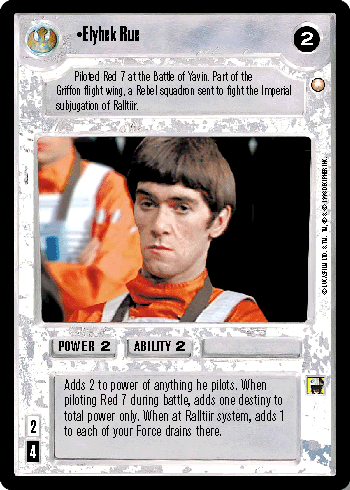 •Elyhek Rue
2
Piloted Red 7 at the Battle of Yavin. Part of the
Griffon flight wing, a Rebel squadron sent to fight the Imperial
subjugation of Ralltiir.
POWER 2
ABILITY 2
Adds 2 to power of anything he pilots. When
piloting Red 7 during battle, adds one destiny to
total power only. When at Ralltiir system, adds 1
to each of your Force drains there.
2
4